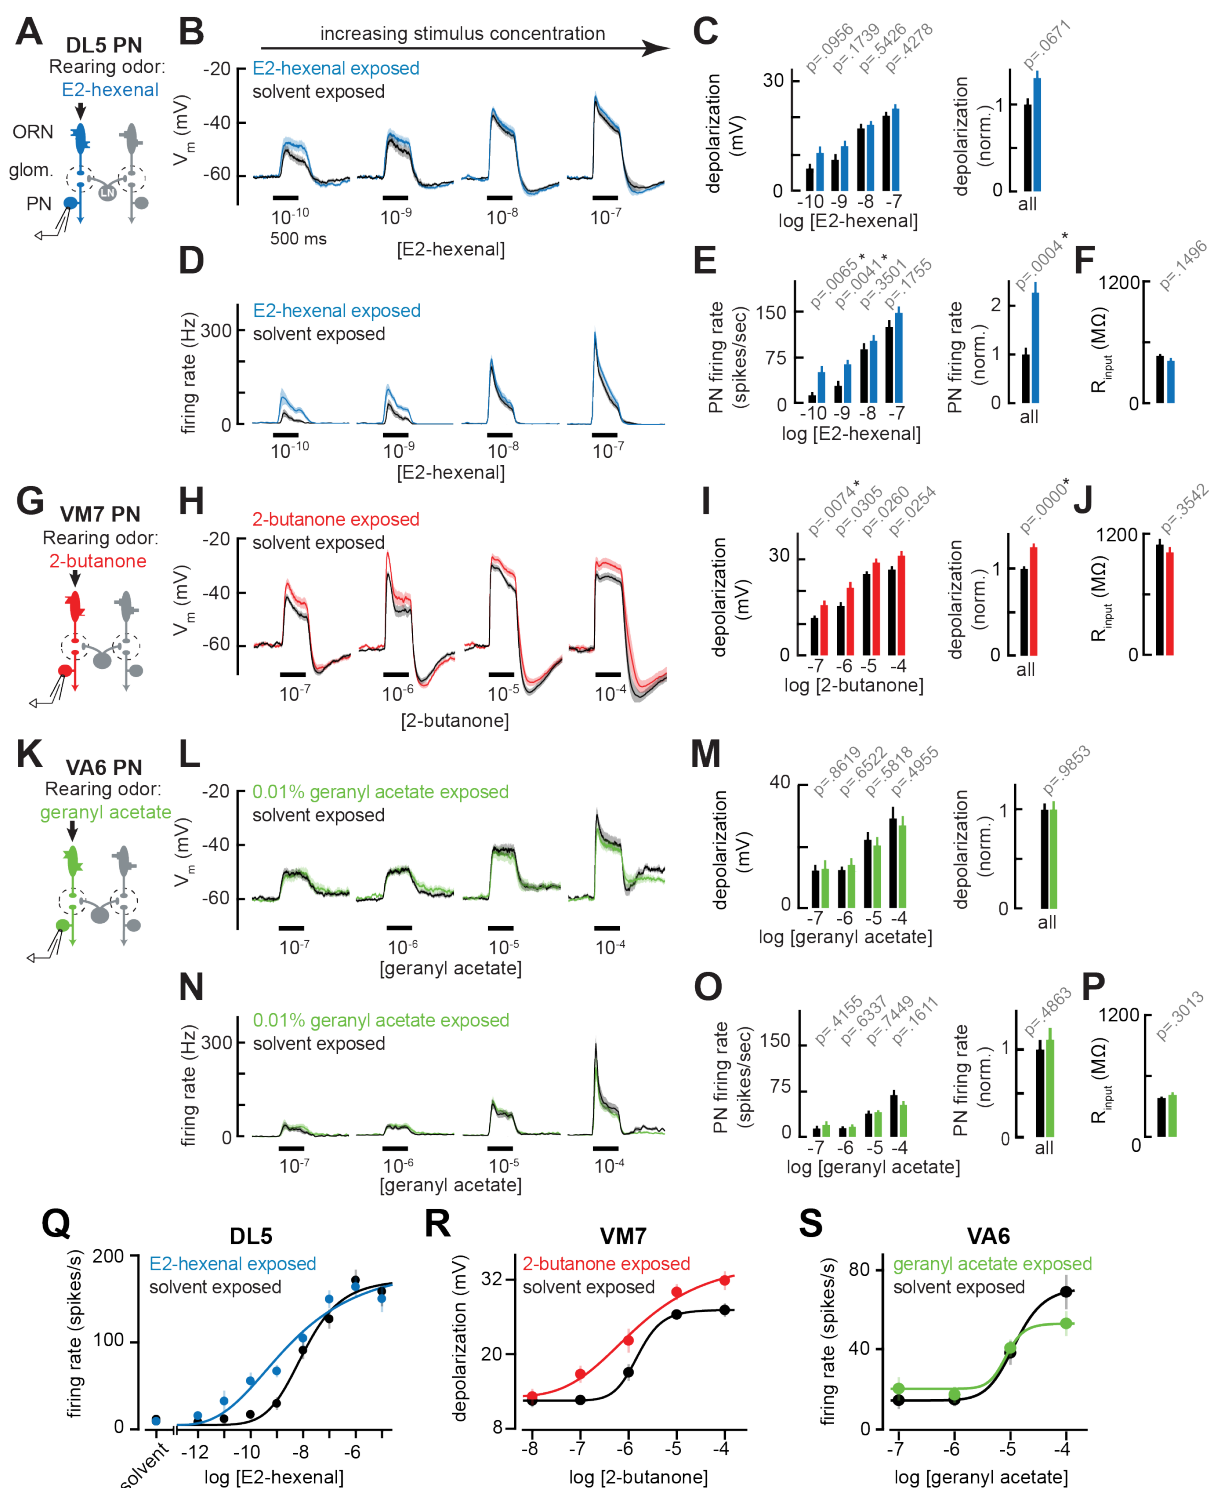 A
DL5 PN
Rearing odor:
E2-hexenal
ORN
glom.
LN
PN
B
increasing stimulus concentration
E2-hexenal exposed
solvent exposed
Vm (mV)
-20
-40
-60
10-10
10-9
10-8
10-7
500 ms
[E2-hexenal]
C
p=.0956
p=.1739
p=.5426
p=.4278
depolarization
(mV)
30
0
-10 -9 -8 -7
log [E2-hexenal]
p=.0671
depolarization
(norm.)
1
0
all
D
E2-hexenal exposed
solvent exposed
firing rate (Hz)
300
0
10-10
10-9
10-8
10-7
[E2-hexenal]
E
p=.0065*
p=.0041*
p=.3501
p=.1755
PN firing rate
(spikes/sec)
150
75
0
-10 -9 -8 -7
log [E2-hexenal]
p=.0004*
PN firing rate
(norm.)
2
1
0
all
F
p=.1496
Rinput (MΩ)
1200
0
G
VM7 PN
Rearing odor:
2-butanone
H
2-butanone exposed
solvent exposed
Vm (mV)
-20
-40
-60
10-7
10-6
10-5
10-4
[2-butanone]
I
p=.0074*
p=.0305
p=.0260
p=.0254
depolarization
(mV)
30
0
-7 -6 -5 -4
log [2-butanone]
p=.0000*
depolarization
(norm.)
1
0
all
J
p=.3542
Rinput (MΩ)
1200
0
K
VA6 PN
Rearing odor:
geranyl acetate
L
0.01% geranyl acetate exposed
solvent exposed
Vm (mV)
-20
-40
-60
10-7
10-6
10-5
10-4
[geranyl acetate]
M
p=.8619
p=.6522
p=.5818
p=.4955
depolarization
(mV)
40
0
-7 -6 -5 -4
log [geranyl acetate]
p=.9853
depolarization
(norm.)
1
0
all
N
0.01% geranyl acetate exposed
solvent exposed
firing rate (Hz)
300
0
10-7
10-6
10-5
10-4
[geranyl acetate]
O
p=.4155
p=.6337
p=.7449
p=.1611
PN firing rate
(spikes/sec)
150
75
0
-7 -6 -5 -4
log [geranyl acetate]
p=.4863
PN firing rate
(norm.)
1
0
all
P
p=.3013
Rinput (MΩ)
1200
0
Q
DL5
E2-hexenal exposed
solvent exposed
firing rate (spikes/s)
200
100
0
solvent -12 -10 -8 -6
log [E2-hexenal]
R
VM7
2-butanone exposed
solvent exposed
depolarization (mV)
32
20
8
-8 -7 -6 -5 -4
log [2-butanone]
S
VA6
geranyl acetate exposed
solvent exposed
firing rate (spikes/s)
80
40
0
-7 -6 -5 -4
log [geranyl acetate]